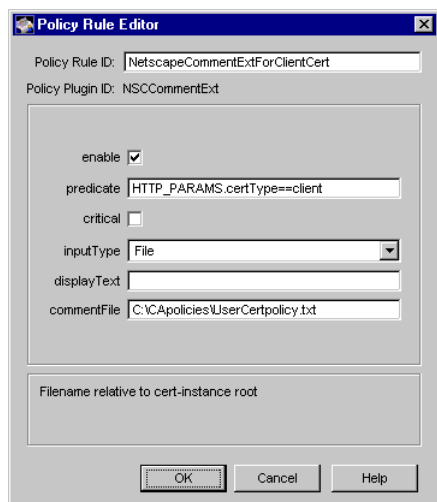 Policy Rule Editor
Policy Rule ID: NetscapeCommentExtForClientCert
Policy Plugin ID: NSCCommentExt
enable
predicate HTTP_PARAMS.certType==client
critical
inputType File
displayText
commentFile C:\CApolicies\UserCertpolicy.txt
Filename relative to cert-instance root
OK Cancel Help